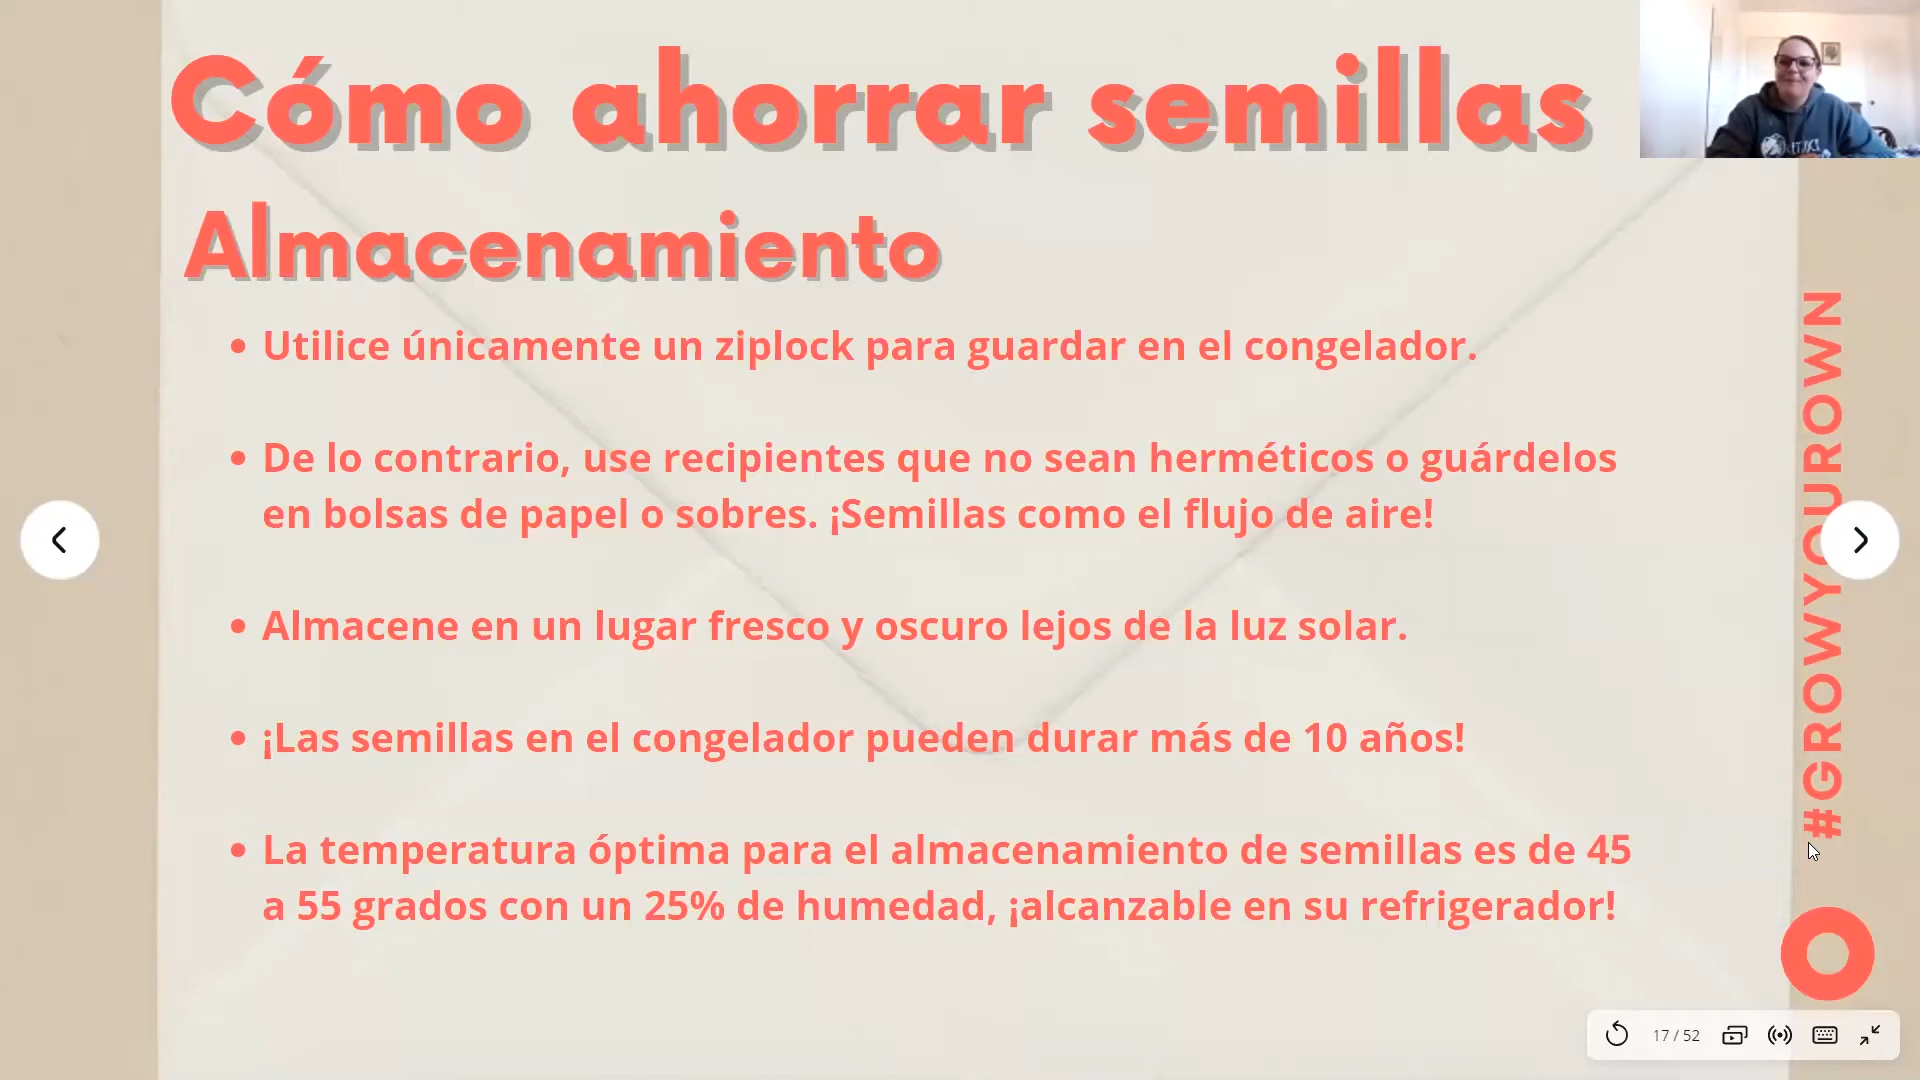 Cómo ahorrar semillas
Almacenamiento
• Utilice únicamente un ziplock para guardar en el congelador.
• De lo contrario, use recipientes que no sean herméticos o guárdelos
en bolsas de papel o sobres. ¡Semillas como el flujo de aire!
• Almacene en un lugar fresco y oscuro lejos de la luz solar.
• ¡Las semillas en el congelador pueden durar más de 10 años!
• La temperatura óptima para el almacenamiento de semillas es de 45
a 55 grados con un 25% de humedad, ¡alcanzable en su refrigerador!
#GROWYOUROWN
17 / 52